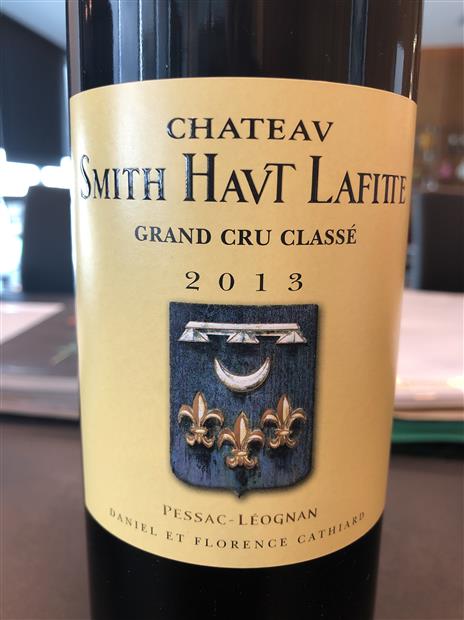 CHATEAV
SMITH HAVT LAFITTE
GRAND CRU CLASSÉ
2013
PESSAC-LÉOGNAN
DANIEL ET FLORENCE CATHIARD